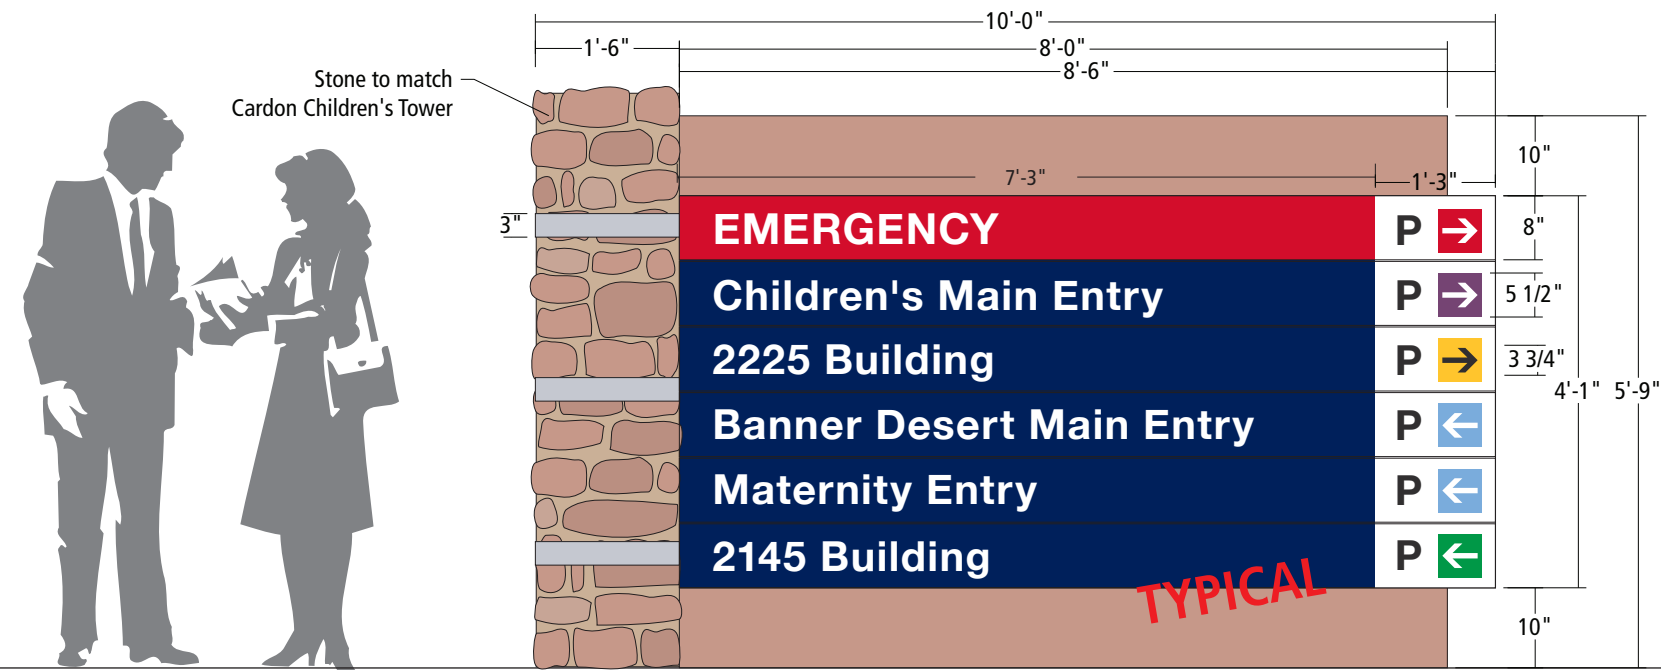 10'-0"
1'-6"
8'-0"
8'-6"
Stone to match
Cardon Children's Tower
10"
7'-3"
1'-3"
3"
EMERGENCY P
8"
Children's Main Entry P
5 1/2"
2225 Building P
3 3/4"
4'-1" 5'-9"
Banner Desert Main Entry P
Maternity Entry P
2145 Building P
TYPICAL
10"